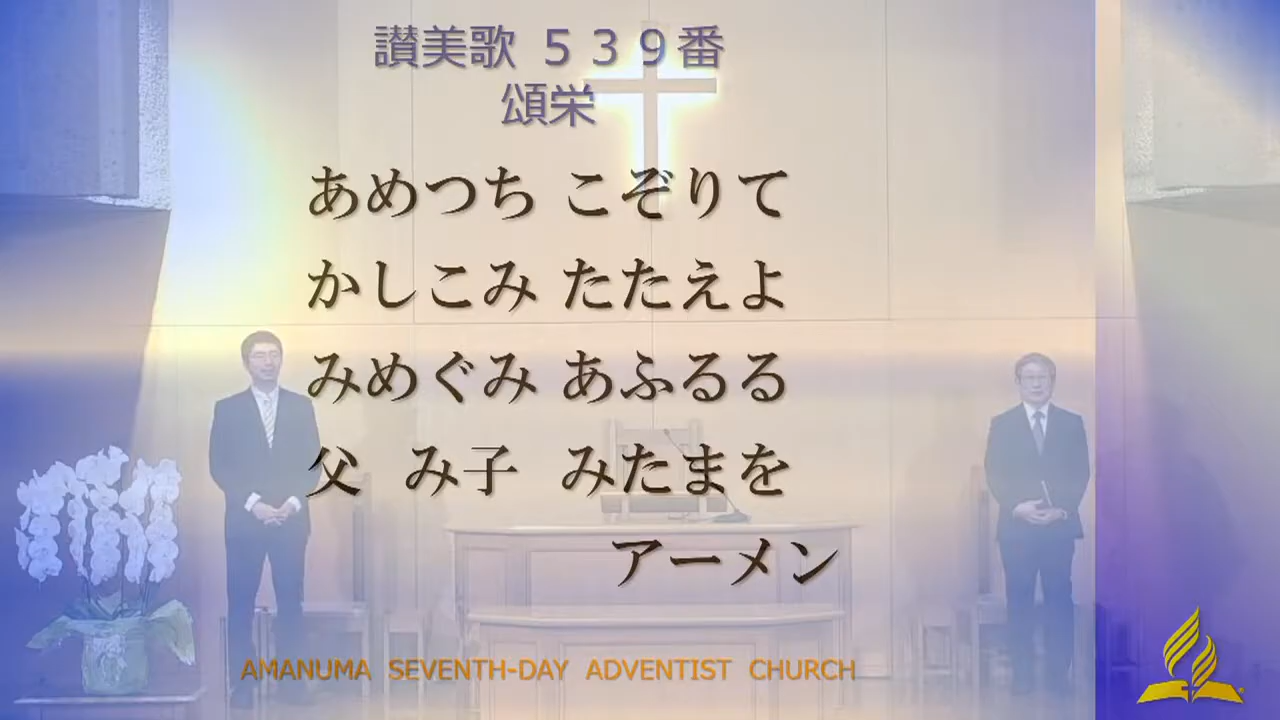 讃美歌 ５３９番
頌栄
あめつち こぞりて
かしこみ たたえよ
みめぐみ あふるる
父 み子 みたまを
アーメン
AMANUMA SEVENTH-DAY ADVENTIST CHURCH